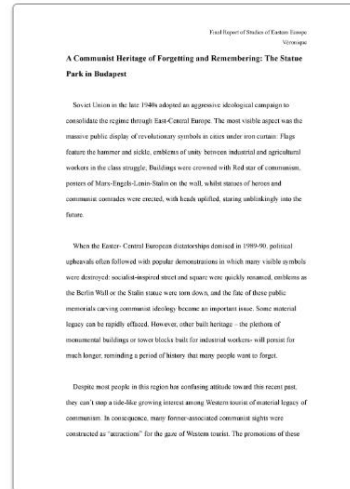 Final Report of Studies of Eastern Europe
Véronique
A Communist Heritage of Forgetting and Remembering: The Statue
Park in Budapest
Soviet Union in the late 1940s adopted an aggressive ideological campaign to
consolidate the regime through East-Central Europe. The most visible aspect was the
massive public display of revolutionary symbols in cities under iron curtain: Flags
feature the hammer and sickle, emblems of unity between industrial and agricultural
workers in the class struggle, Buildings were crowned with Red star of communism,
posters of Marx-Engels-Lenin-Stalin on the wall, whilst statues of heroes and
communist comrades were erected, with heads uplifted, staring unblinkingly into the
future.
When the Easter- Central European dictatorships demised in 1989-90, political
upheavals often followed with popular demonstrations in which many visible symbols
were destroyed: socialist-inspired street and square were quickly renamed, emblems as
the Berlin Wall or the Stalin statue were torn down, and the fate of these public
memorials carving communist ideology became an important issue. Some material
legacy can be rapidly effaced. However, other built heritage – the plethora of
monumental buildings or tower blocks built for industrial workers- will persist for
much longer, reminding a period of history that many people want to forget.
Despite most people in this region has confusing attitude toward this recent past,
they can't stop a tide-like growing interest among Western tourist of material legacy of
communism. In consequence, many former-associated communist sights were
constructed as "attractions" for the gaze of Western tourist. The promotions of these